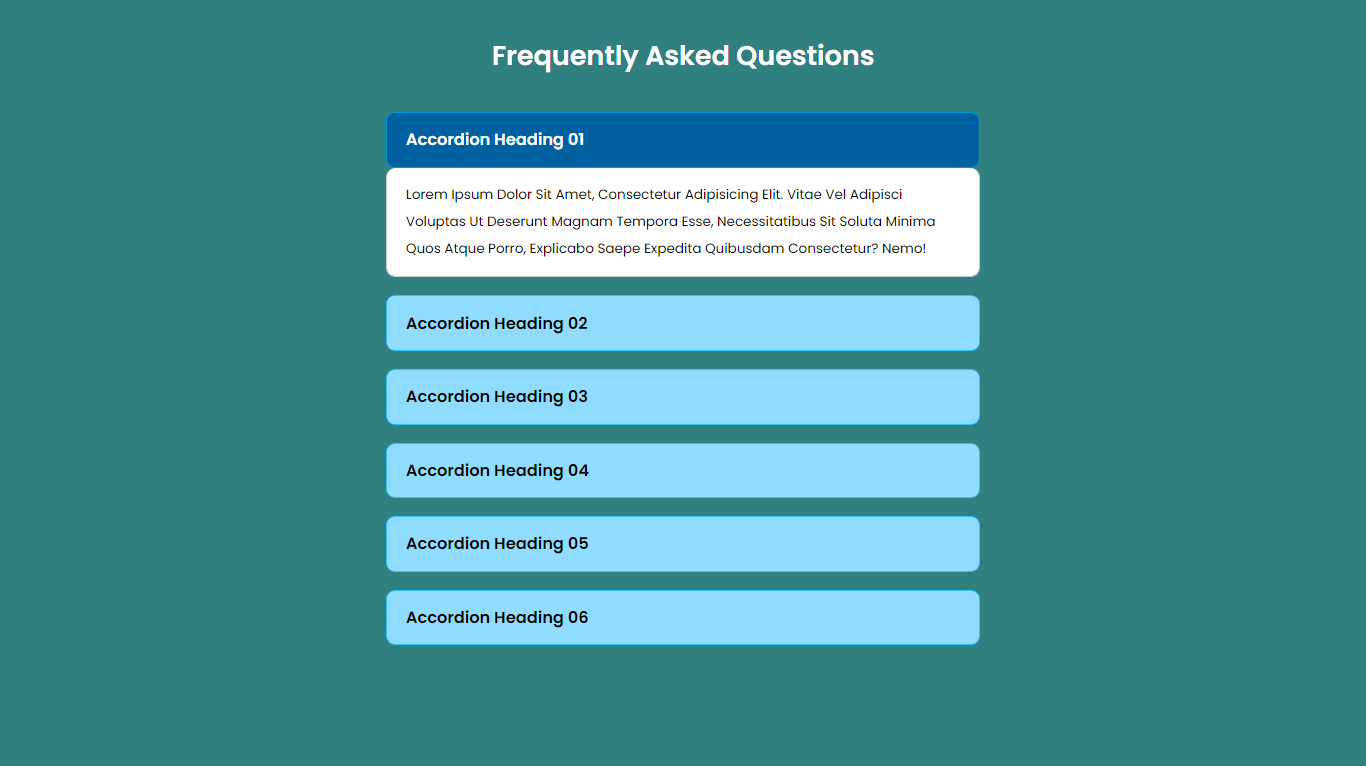 Frequently Asked Questions
Accordion Heading 01
Lorem Ipsum Dolor Sit Amet, Consectetur Adipisicing Elit. Vitae Vel Adipisci
Voluptas Ut Deserunt Magnam Tempora Esse, Necessitatibus Sit Soluta Minima
Quos Atque Porro, Explicabo Saepe Expedita Quibusdam Consectetur? Nemo!
Accordion Heading 02
Accordion Heading 03
Accordion Heading 04
Accordion Heading 05
Accordion Heading 06